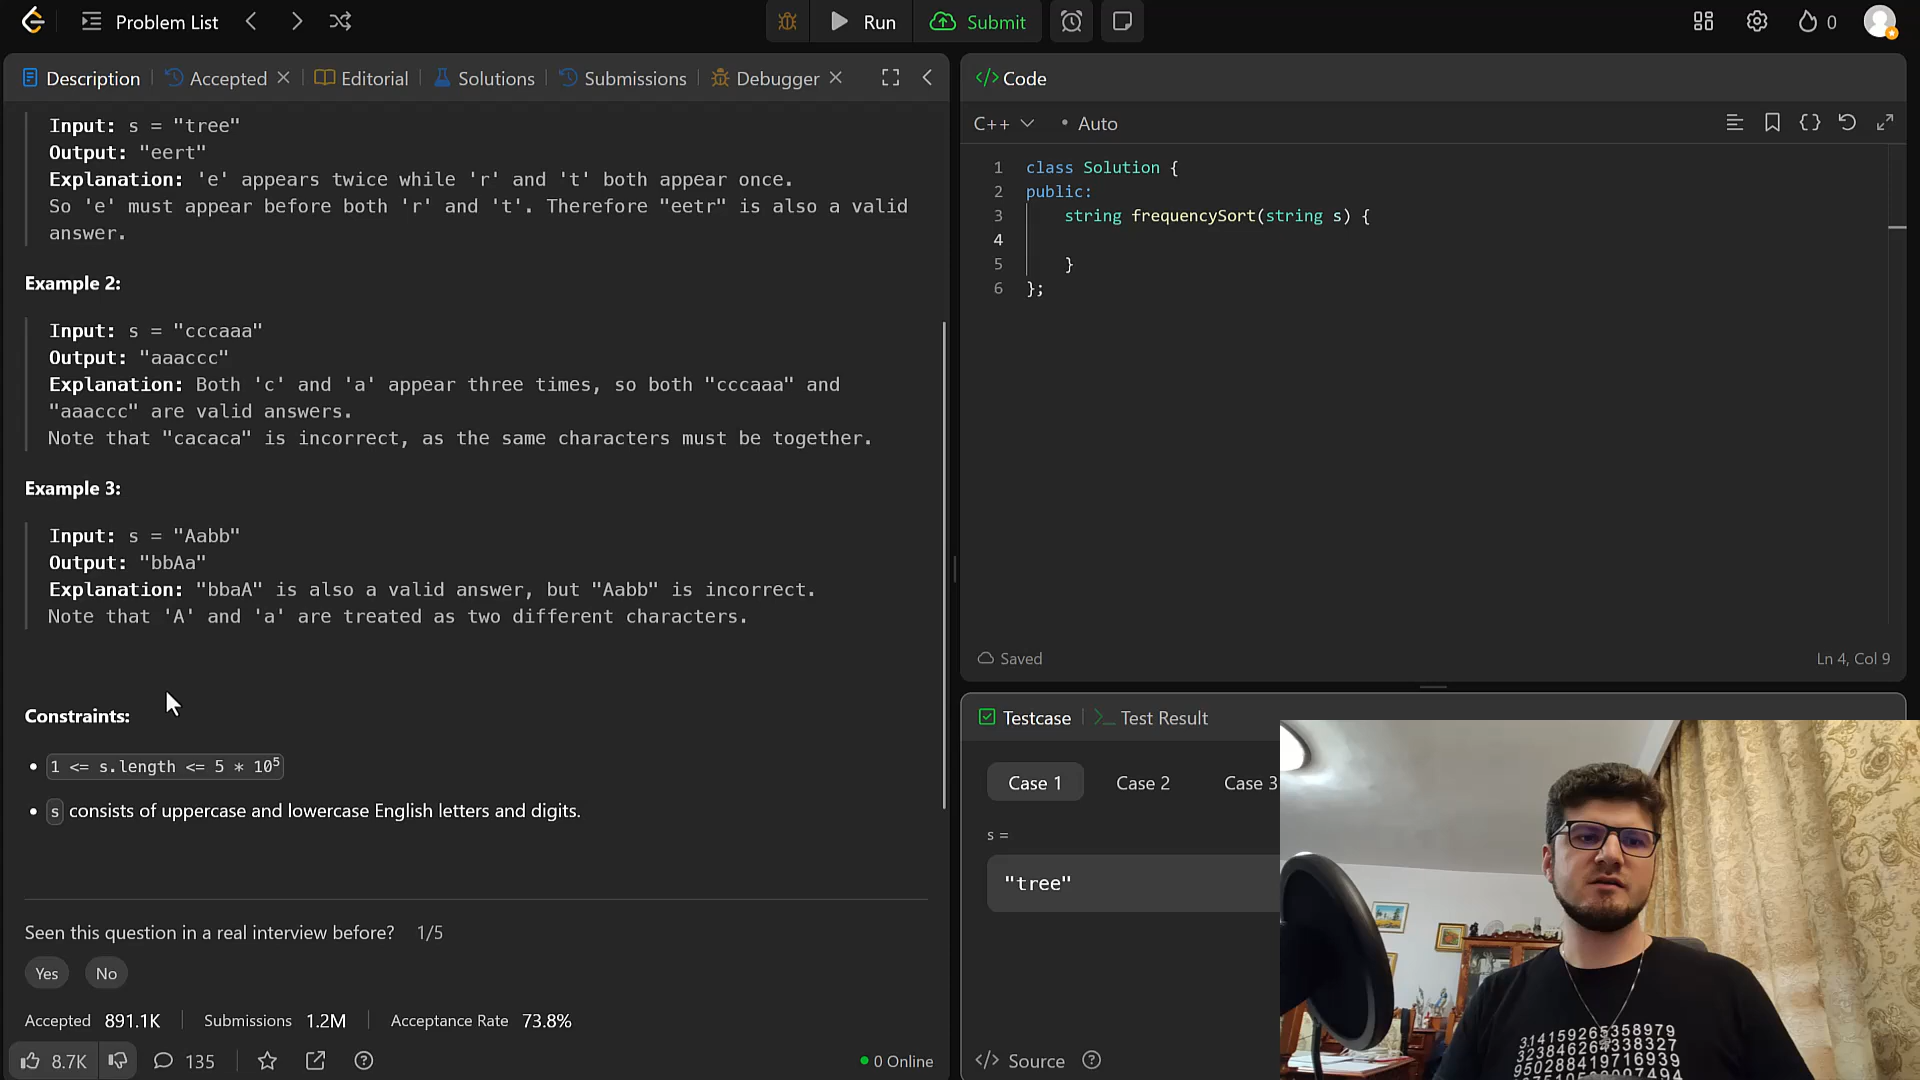 Problem List
Run
Submit
0
Description
Accepted
Editorial
Solutions
Submissions
Debugger
Input: s = "tree"
Output: "eert"
Explanation: 'e' appears twice while 'r' and 't' both appear once.
So 'e' must appear before both 'r' and 't'. Therefore "eetr" is also a valid
answer.
Example 2:
Input: s = "cccaaa"
Output: "aaaccc"
Explanation: Both 'c' and 'a' appear three times, so both "cccaaa" and
"aaaccc" are valid answers.
Note that "cacaca" is incorrect, as the same characters must be together.
Example 3:
Input: s = "Aabb"
Output: "bbAa"
Explanation: "bbaA" is also a valid answer, but "Aabb" is incorrect.
Note that 'A' and 'a' are treated as two different characters.
Constraints:
1 <= s.length <= 5 * 10⁵
s consists of uppercase and lowercase English letters and digits.
Seen this question in a real interview before? 1/5
Yes No
Accepted 891.1K Submissions 1.2M Acceptance Rate 73.8%
8.7K 135 0 Online
</> Code
C++ • Auto
1 class Solution {
2 public:
3 string frequencySort(string s) {
4
5 }
6 };
Saved
Ln 4, Col 9
Testcase
Test Result
Case 1 Case 2 Case 3
s =
"tree"
</> Source
3.14159265358979